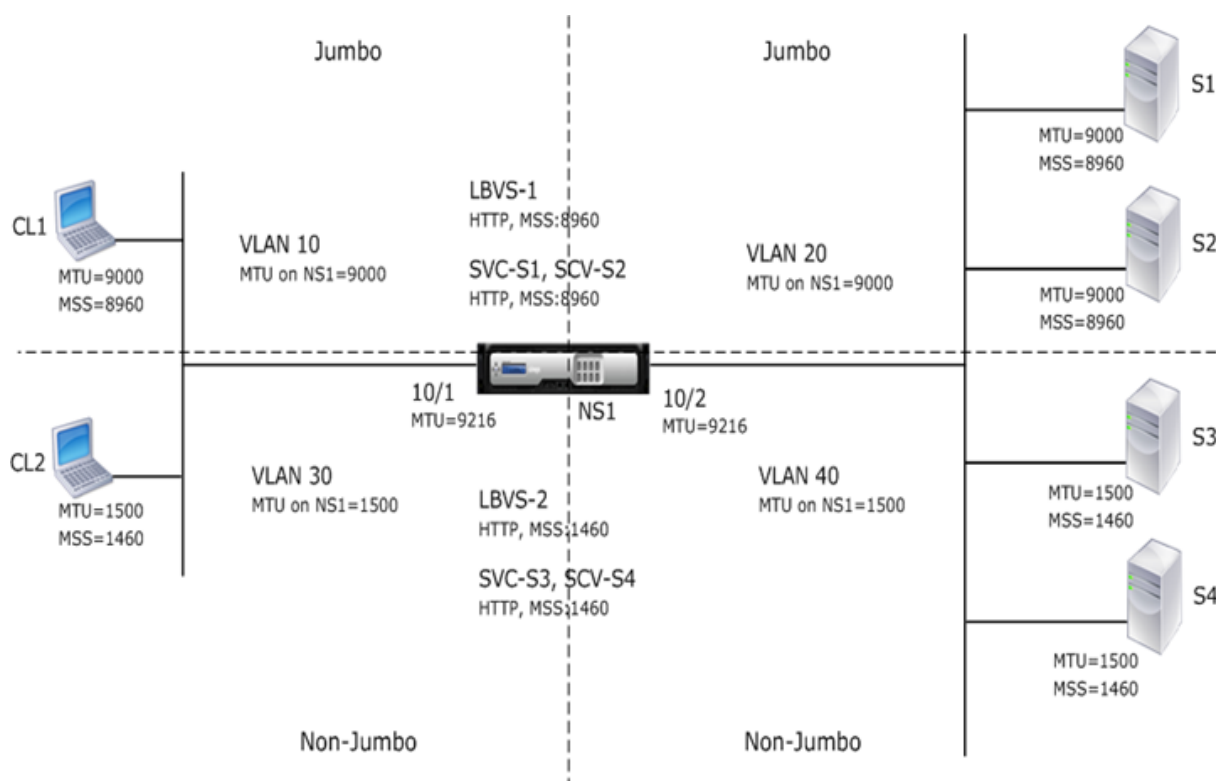 Jumbo
Jumbo
S1
MTU=9000
MSS=8960
LBVS-1
HTTP, MSS:8960
CL1
VLAN 10
MTU on NS1=9000
MTU=9000
MSS=8960
SVC-S1, SCV-S2
HTTP, MSS:8960
VLAN 20
MTU on NS1=9000
S2
MTU=9000
MSS=8960
10/1
MTU=9216
NS1
10/2
MTU=9216
CL2
VLAN 30
MTU on NS1=1500
MTU=1500
MSS=1460
LBVS-2
HTTP, MSS:1460
SVC-S3, SCV-S4
HTTP, MSS:1460
VLAN 40
MTU on NS1=1500
S3
MTU=1500
MSS=1460
S4
MTU=1500
MSS=1460
Non-Jumbo
Non-Jumbo